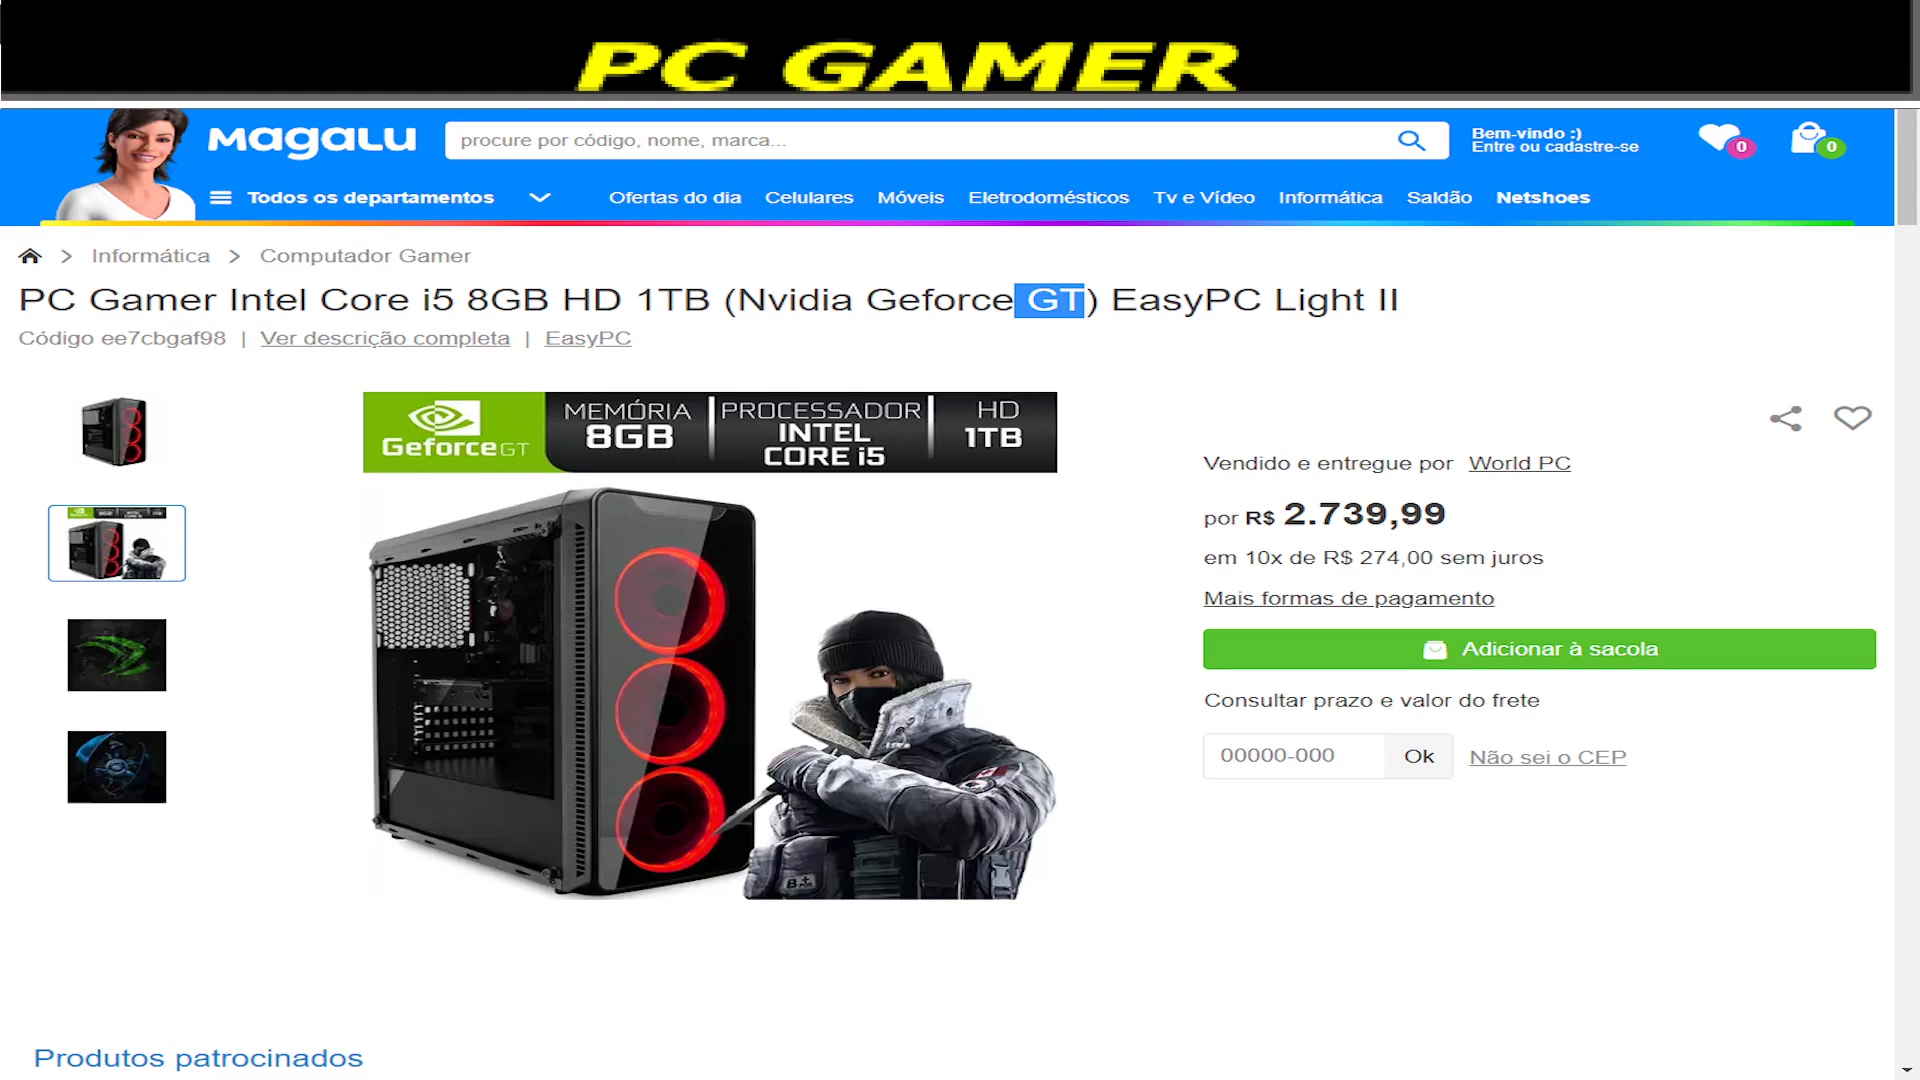 PC GAMER
MagaLu
procure por código, nome, marca...
Bem-vindo :)
Entre ou cadastre-se
0
0
Todos os departamentos
Ofertas do dia Celulares Móveis Eletrodomésticos Tv e Vídeo Informática Saldão Netshoes
Informática > Computador Gamer
PC Gamer Intel Core i5 8GB HD 1TB (Nvidia Geforce GT) EasyPC Light II
Código ee7cbgaf98 | Ver descrição completa | EasyPC
GeforceGT
MEMÓRIA
8GB
PROCESSADOR
INTEL
CORE i5
HD
1TB
Vendido e entregue por World PC
por R$ 2.739,99
em 10x de R$ 274,00 sem juros
Mais formas de pagamento
Adicionar à sacola
Consultar prazo e valor do frete
00000-000 Ok Não sei o CEP
Produtos patrocinados